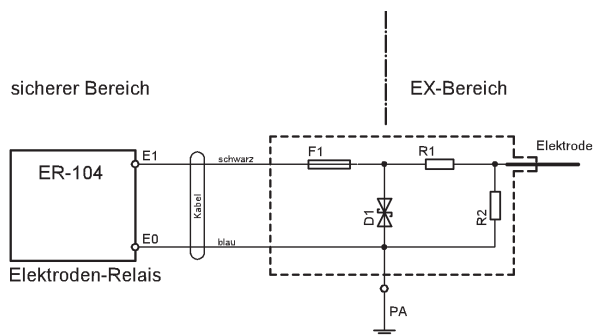 sicherer Bereich
EX-Bereich
ER-104
E1
schwarz
F1
R1
Elektrode
Kabel
D1
R2
E0
blau
Elektroden-Relais
PA